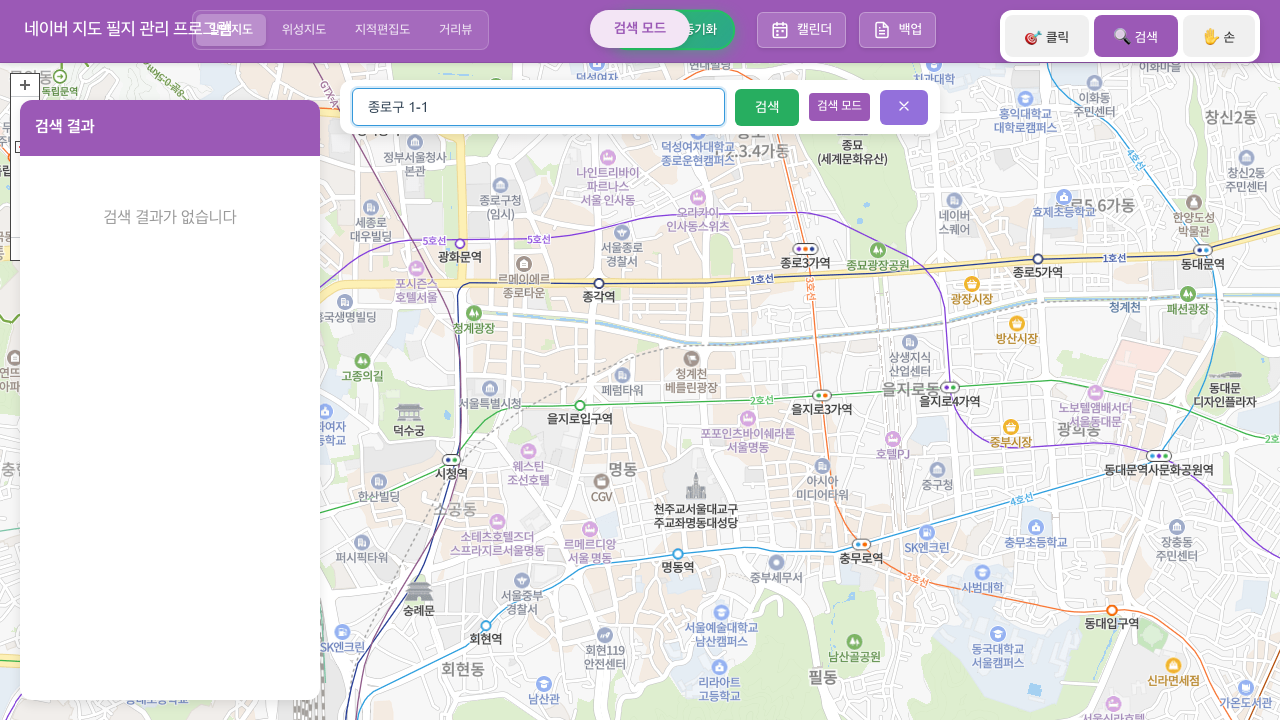 네이버 지도 필지 관리 프로그램
위성지도
지적편집도
거리뷰
검색 모드
캘린더
백업
🎯 클릭
🔍 검색
✋ 손
종로구 1-1
검색
검색 모드
✕
+
검색 결과
검색 결과가 없습니다
독립문역
덕성여자대학교
종로운현캠퍼스
종묘
(세계문화유산)
홍익대학교
대학로캠퍼스
이화동
주민센터
창신2동
창신2동
주민센터
정부서울청사
본관
나인트리바이
파르나스
서울 인사동
종로구청
(임시)
세종로
대우빌딩
오라카이
인사동스위츠
네이버
스퀘어
효제초등학교
한양도성
박물관
5호선
5호선
광화문역
서울종로
경찰서
종로3가역
종묘광장공원
종로5가역
1호선
동대문역
포시즌스
호텔서울
르메이에르
종로타운
종각역
1호선
3호선
광장시장
청계천
패션광장
청계광장
방산시장
고종의길
청계천
베를린광장
상생지식
산업센터
페럼타워
을지로동
을지로4가역
동대문
디자인플라자
서울특별시청
을지로입구역
2호선
을지로3가역
노보텔앰배서더
서울동대문
덕수궁
포포인츠바이쉐라톤
서울명동
중부시장
광희동
호텔PJ
시청역
웨스틴
조선호텔
명동
CGV
아시아
미디어타워
중구청
동대문역사문화공원역
한산빌딩
소공동
천주교서울대교구
주교좌명동대성당
4호선
4호선
소테츠호텔즈더
스프라지르서울명동
르메르디앙
서울 명동
퍼시픽타워
명동역
충무로역
SK엔크린
충무초등학교
장충동
주민센터
중부세무서
3호선
사범대학
숭례문
서울중부
경찰서
회현역
서울예술대학교
남산캠퍼스
동대입구역
SK엔크린
회현119
안전센터
남산골공원
동국대학교
서울캠퍼스
회현동
리라아트
고등학교
필동
신라면세점
남산관
가온도서관